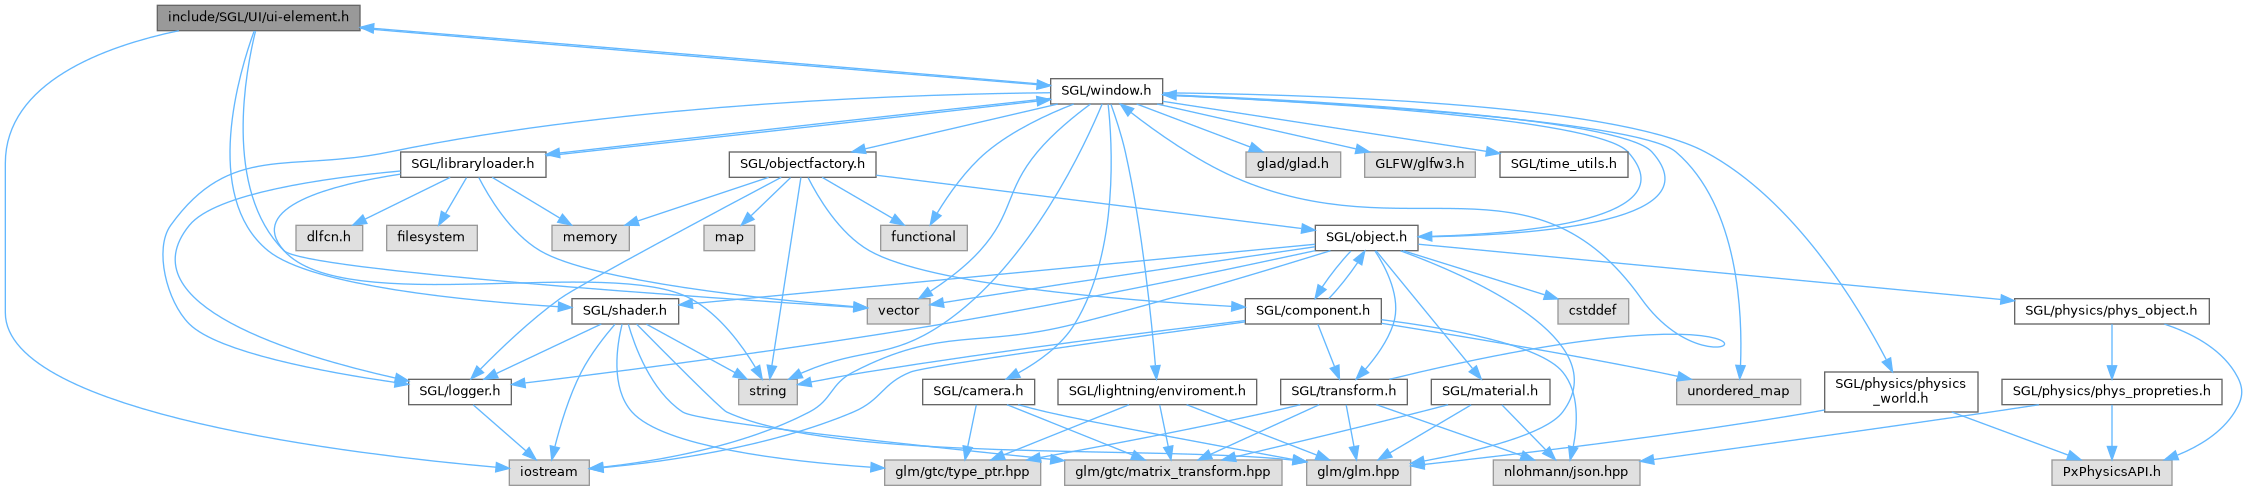 include/SGL/UI/ui-element.h
SGL/window.h
SGL/libraryloader.h
SGL/objectfactory.h
glad/glad.h
GLFW/glfw3.h
SGL/time_utils.h
dlfcn.h
filesystem
memory
map
functional
SGL/object.h
SGL/shader.h
vector
SGL/component.h
cstddef
SGL/physics/phys_object.h
SGL/logger.h
string
SGL/camera.h
SGL/lightning/enviroment.h
SGL/transform.h
SGL/material.h
unordered_map
SGL/physics/physics
_world.h
SGL/physics/phys_propreties.h
iostream
glm/gtc/type_ptr.hpp
glm/gtc/matrix_transform.hpp
glm/glm.hpp
nlohmann/json.hpp
PxPhysicsAPI.h